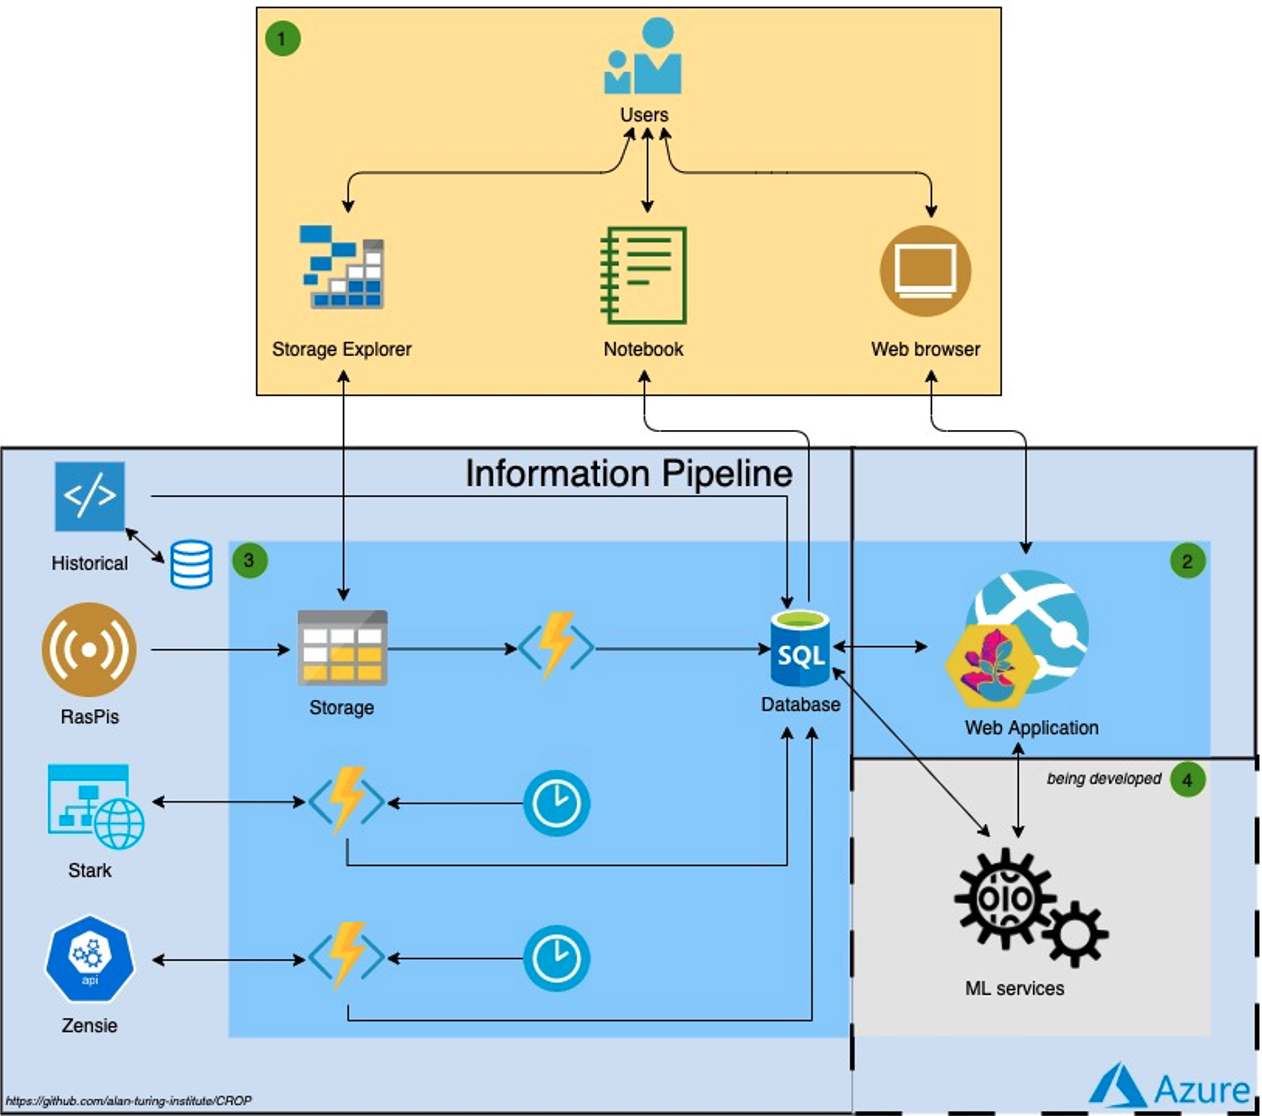 1
Users
Storage Explorer
Notebook
Web browser
Information Pipeline
</>
Historical
3
2
RasPis
Storage
SQL
Database
Web Application
being developed
4
Stark
api
Zensie
ML services
https://github.com/alan-turing-institute/CROP
Azure